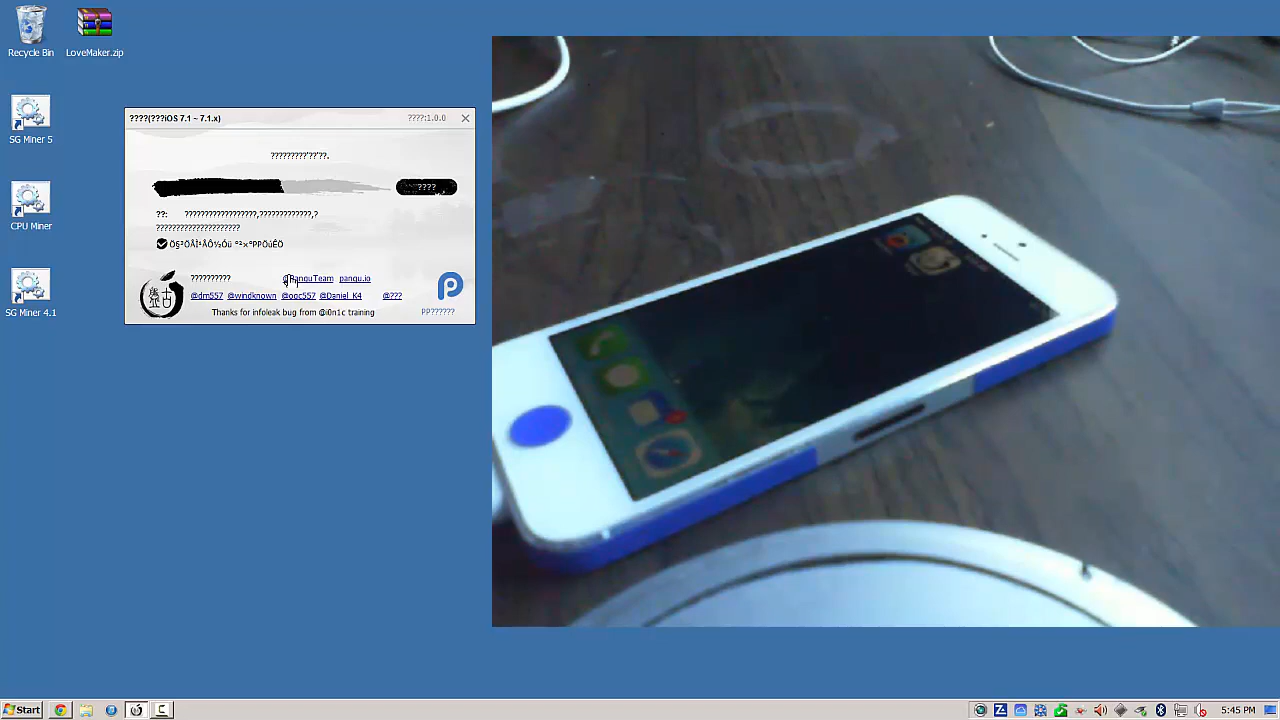 Recycle Bin
LoveMaker.zip
SG Miner 5
CPU Miner
SG Miner 4.1
????(???iOS 7.1 ~ 7.1.x)
????:1.0.0
?????????'??'??.
????
??: ?????????????????,????????????,?
????????????????????
??????????
@PanguTeam pangu.io
@dm557 @windknown @ooc557 @Daniel_K4 @???
Thanks for infoleak bug from @i0n1c training
PP??????
Start
5:45 PM